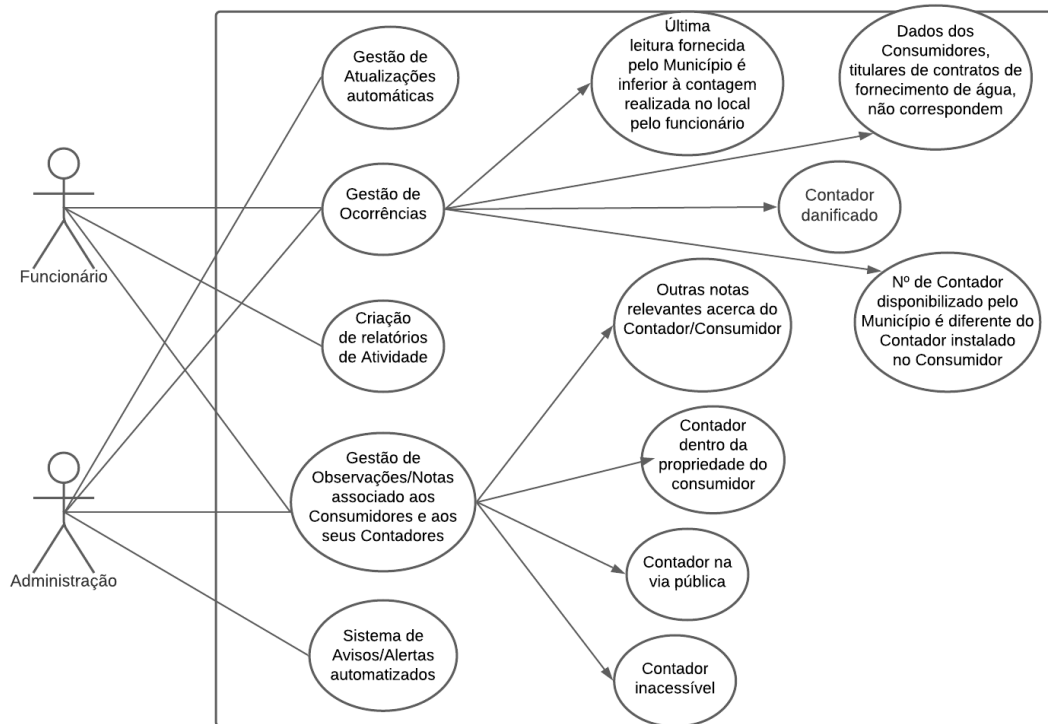 Gestão de
Atualizações
automáticas
Última
leitura fornecida
pelo Município é
inferior à contagem
realizada no local
pelo funcionário
Dados dos
Consumidores,
titulares de contratos de
fornecimento de água,
não correspondem
Funcionário
Gestão de
Ocorrências
Contador
danificado
Nº de Contador
disponibilizado pelo
Município é diferente do
Contador instalado
no Consumidor
Criação
de relatórios
de Atividade
Outras notas
relevantes acerca do
Contador/Consumidor
Administração
Gestão de
Observações/Notas
associado aos
Consumidores e aos
seus Contadores
Contador
dentro da
propriedade do
consumidor
Contador na
via pública
Sistema de
Avisos/Alertas
automatizados
Contador
inacessível